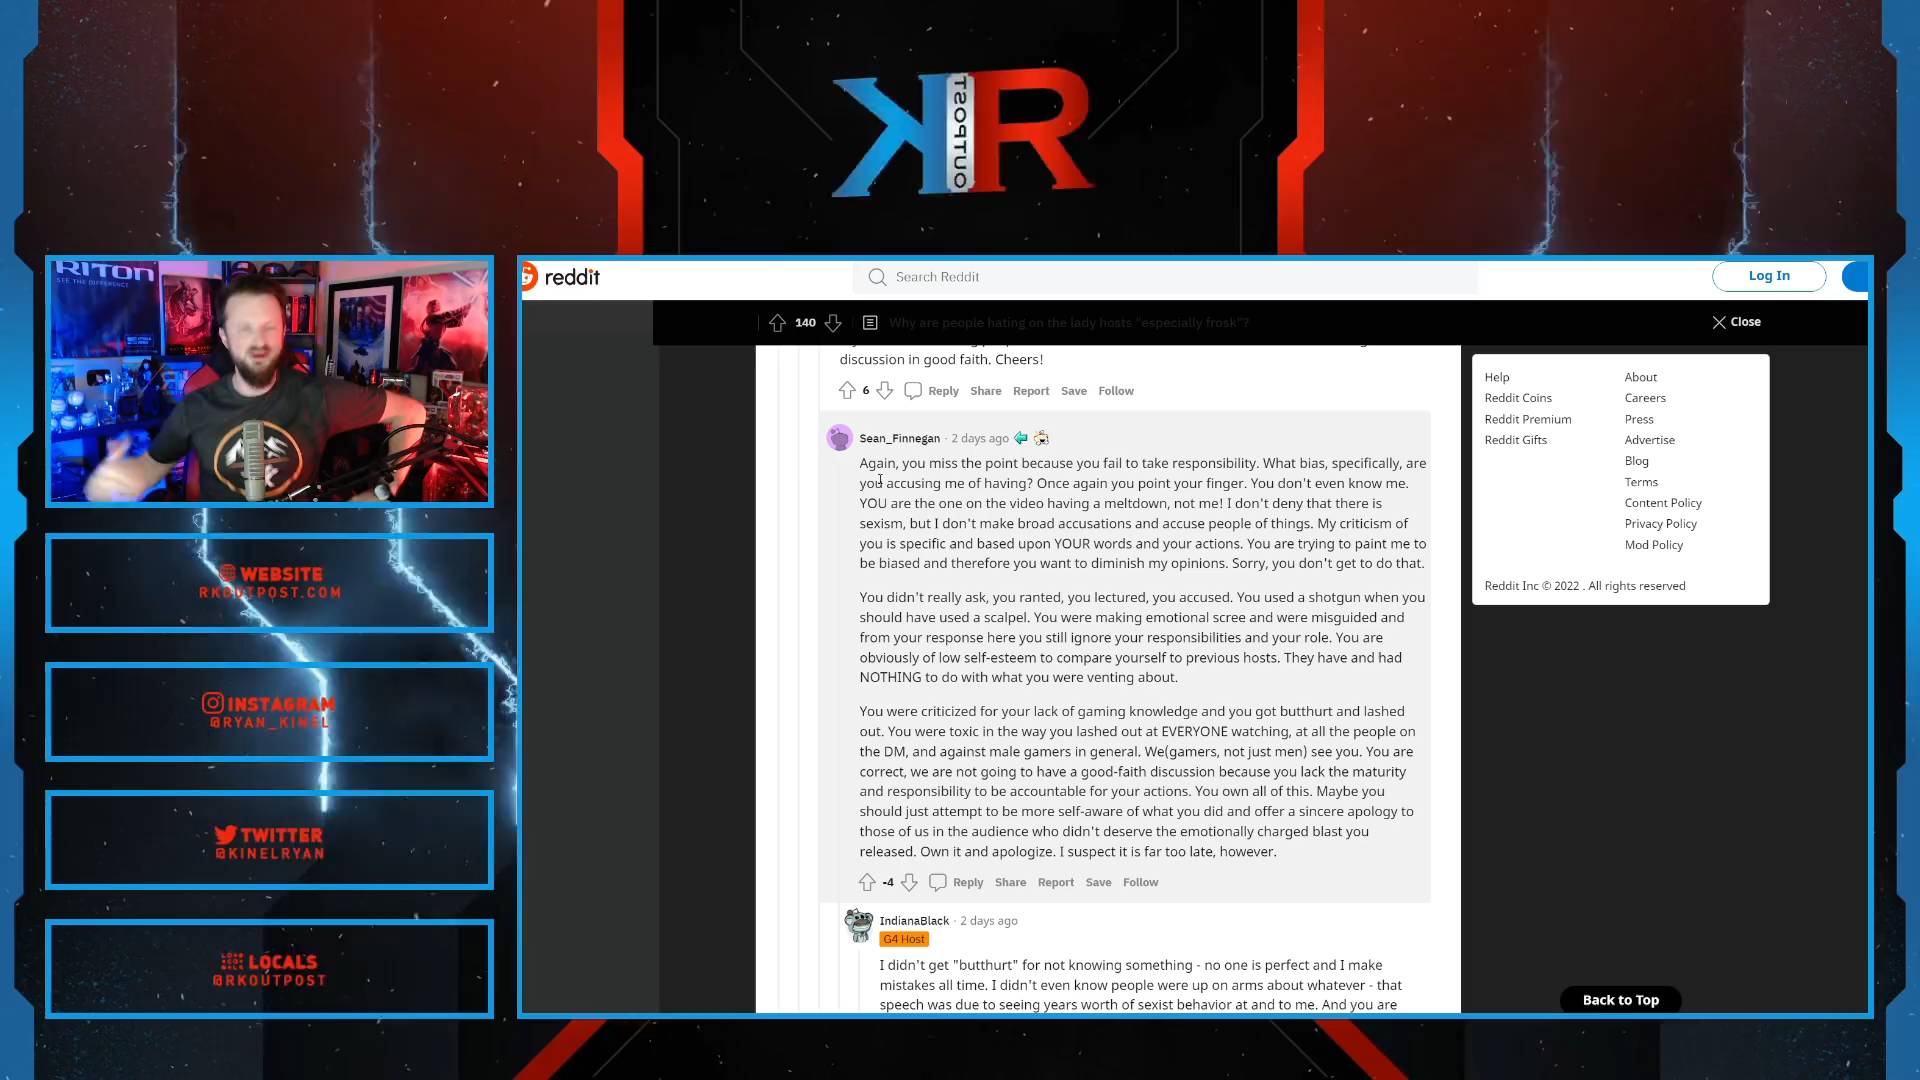 OUTPOST
KR
RITON
SEE THE DIFFERENCE
WEBSITE
RKOUTPOST.COM
INSTAGRAM
@RYAN_KINEL
TWITTER
@KINELRYAN
LOCALS
@RKOUTPOST
reddit
Search Reddit
Log In
140
Why are people hating on the lady hosts "especially frosk"?
Close
discussion in good faith. Cheers!
6 Reply Share Report Save Follow
Sean_Finnegan · 2 days ago
Again, you miss the point because you fail to take responsibility. What bias, specifically, are
you accusing me of having? Once again you point your finger. You don't even know me.
YOU are the one on the video having a meltdown, not me! I don't deny that there is
sexism, but I don't make broad accusations and accuse people of things. My criticism of
you is specific and based upon YOUR words and your actions. You are trying to paint me to
be biased and therefore you want to diminish my opinions. Sorry, you don't get to do that.
You didn't really ask, you ranted, you lectured, you accused. You used a shotgun when you
should have used a scalpel. You were making emotional scree and were misguided and
from your response here you still ignore your responsibilities and your role. You are
obviously of low self-esteem to compare yourself to previous hosts. They have and had
NOTHING to do with what you were venting about.
You were criticized for your lack of gaming knowledge and you got butthurt and lashed
out. You were toxic in the way you lashed out at EVERYONE watching, at all the people on
the DM, and against male gamers in general. We(gamers, not just men) see you. You are
correct, we are not going to have a good-faith discussion because you lack the maturity
and responsibility to be accountable for your actions. You own all of this. Maybe you
should just attempt to be more self-aware of what you did and offer a sincere apology to
those of us in the audience who didn't deserve the emotionally charged blast you
released. Own it and apologize. I suspect it is far too late, however.
-4 Reply Share Report Save Follow
IndianaBlack · 2 days ago
G4 Host
I didn't get "butthurt" for not knowing something - no one is perfect and I make
mistakes all time. I didn't even know people were up on arms about whatever - that
speech was due to seeing years worth of sexist behavior at and to me. And you are
Help
Reddit Coins
Reddit Premium
Reddit Gifts
About
Careers
Press
Advertise
Blog
Terms
Content Policy
Privacy Policy
Mod Policy
Reddit Inc © 2022 . All rights reserved
Back to Top